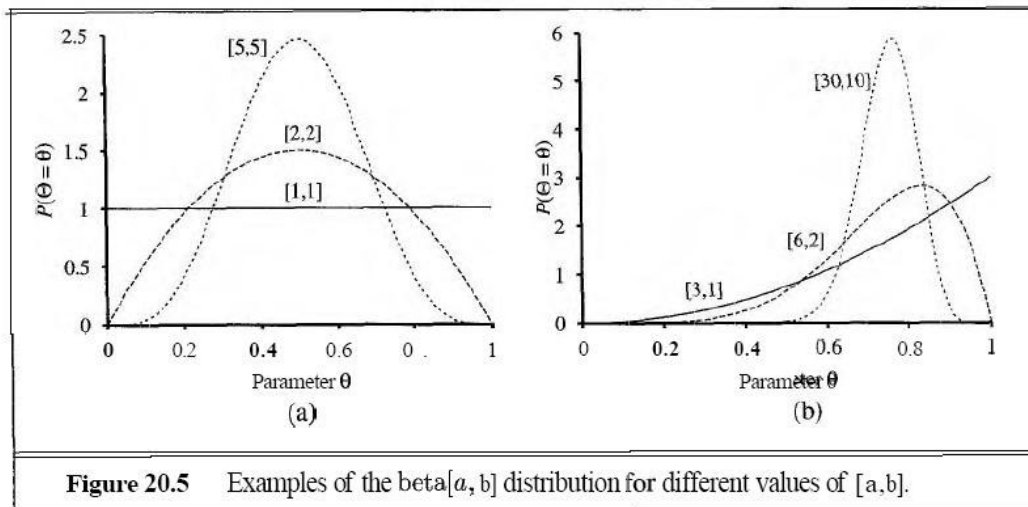 2.5
2
1.5
1
0.5
0
P(Θ = θ)
[5,5]
[2,2]
[1,1]
0 0.2 0.4 0.6 0 . 1
Parameter θ
(a)
6
5
4
3
2
1
0
P(Θ = θ)
[30,10]
[6,2]
[3,1]
0 0.2 0.4 0.6 0.8 1
Parameter θ
(b)
Figure 20.5 Examples of the beta[a, b] distribution for different values of [a,b].